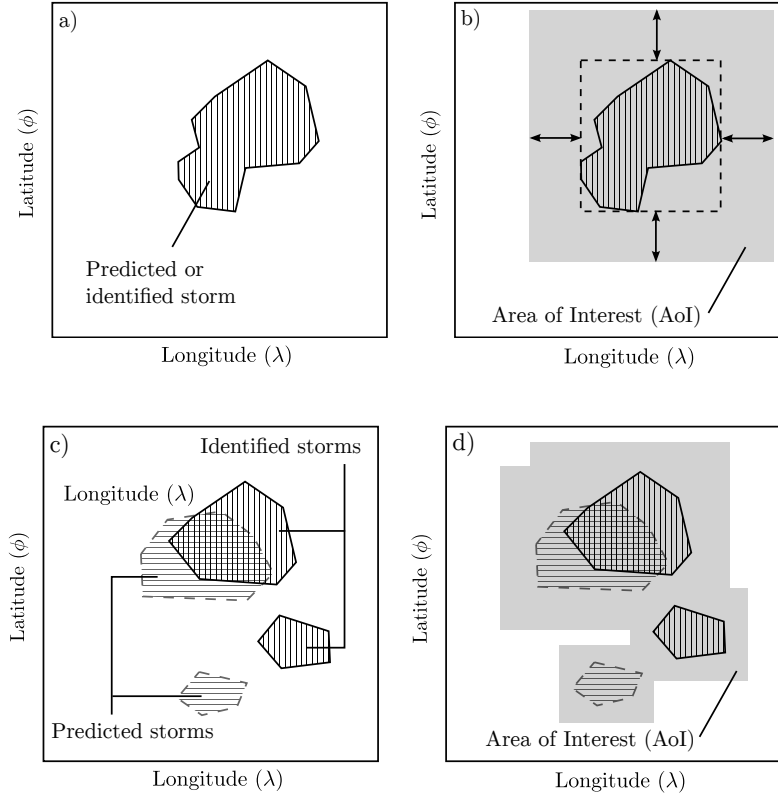 a)
Latitude (ϕ)
Predicted or
identified storm
Longitude (λ)
b)
Latitude (ϕ)
Area of Interest (AoI)
Longitude (λ)
c)
Identified storms
Longitude (λ)
Latitude (ϕ)
Predicted storms
Longitude (λ)
d)
Latitude (ϕ)
Area of Interest (AoI)
Longitude (λ)